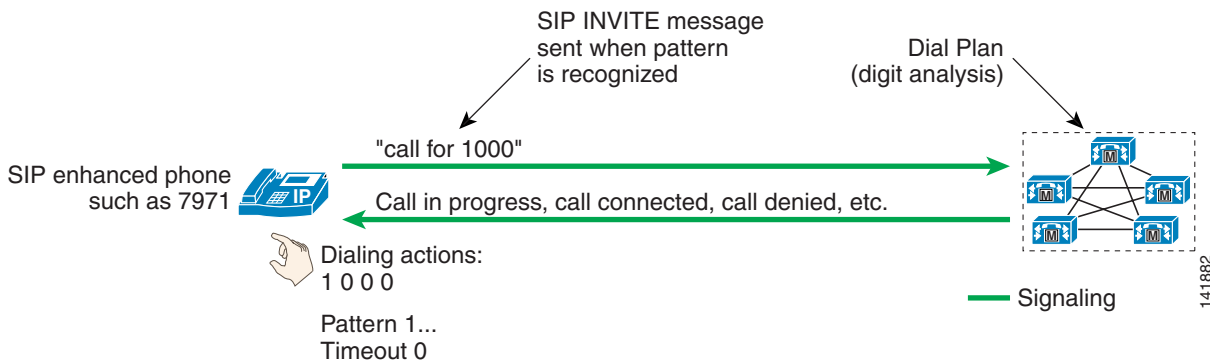 SIP INVITE message
sent when pattern
is recognized
Dial Plan
(digit analysis)
"call for 1000"
SIP enhanced phone
such as 7971
IP
Call in progress, call connected, call denied, etc.
M
M
M
M
M
Dialing actions:
1 0 0 0
Pattern 1...
Timeout 0
Signaling
141882